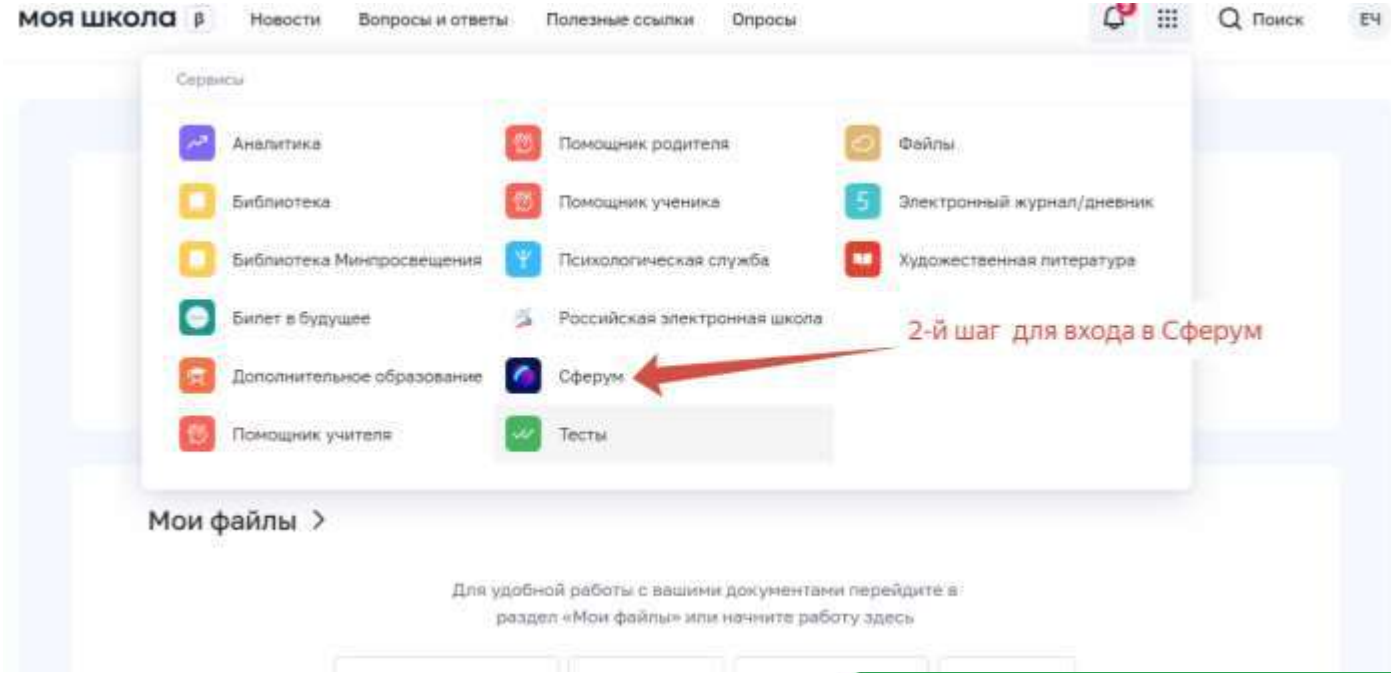 моя школа β Новости Вопросы и ответы Полезные ссылки Опросы Поиск ЕЧ
Сервисы
Аналитика Помощник родителя Файлы
Библиотека Помощник ученика 5 Электронный журнал/дневник
Библиотека Минпросвещения Психологическая служба Художественная литература
Билет в будущее Российская электронная школа
2-й шаг для входа в Сферум
Дополнительное образование Сферум
Помощник учителя Тесты
Мои файлы >
Для удобной работы с вашими документами перейдите в
раздел «Мои файлы» или начните работу здесь